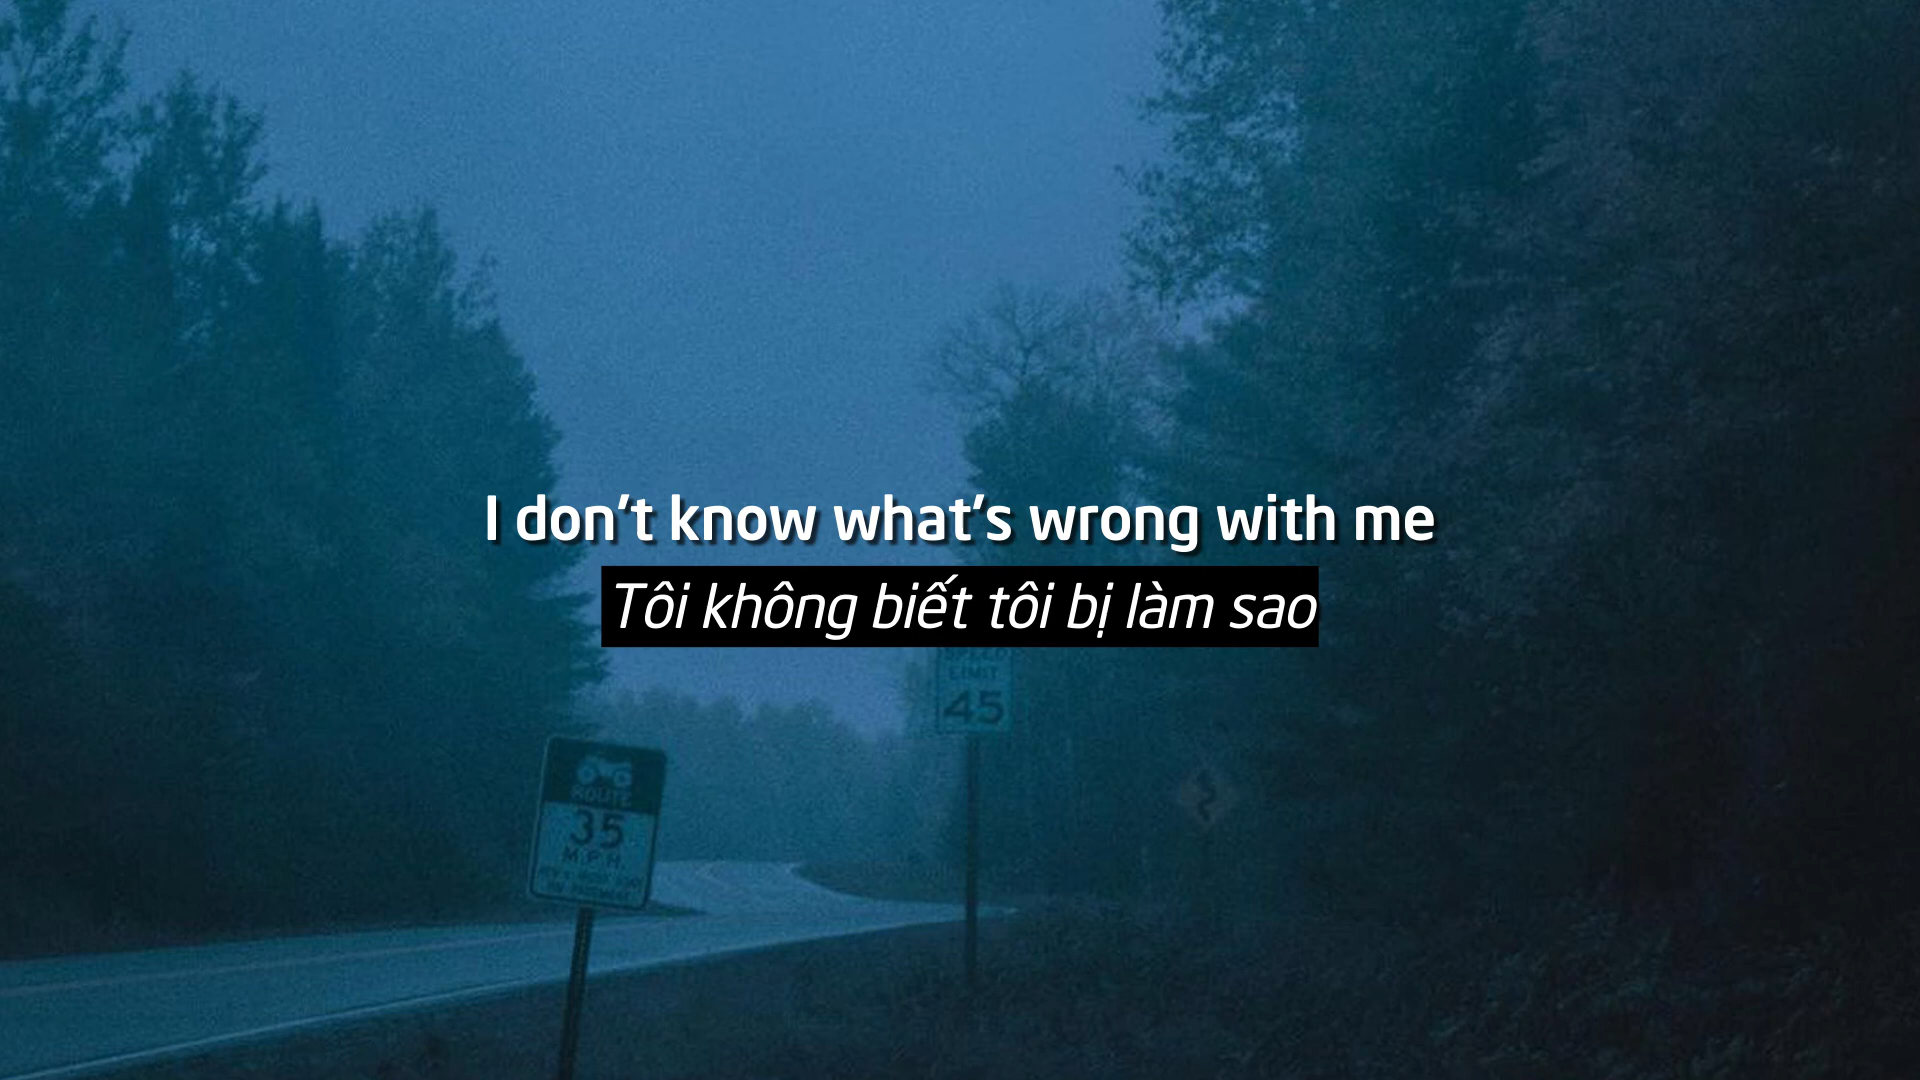 I don't know what's wrong with me
Tôi không biết tôi bị làm sao
LIMIT
45
ROUTE
35
M.P.H.